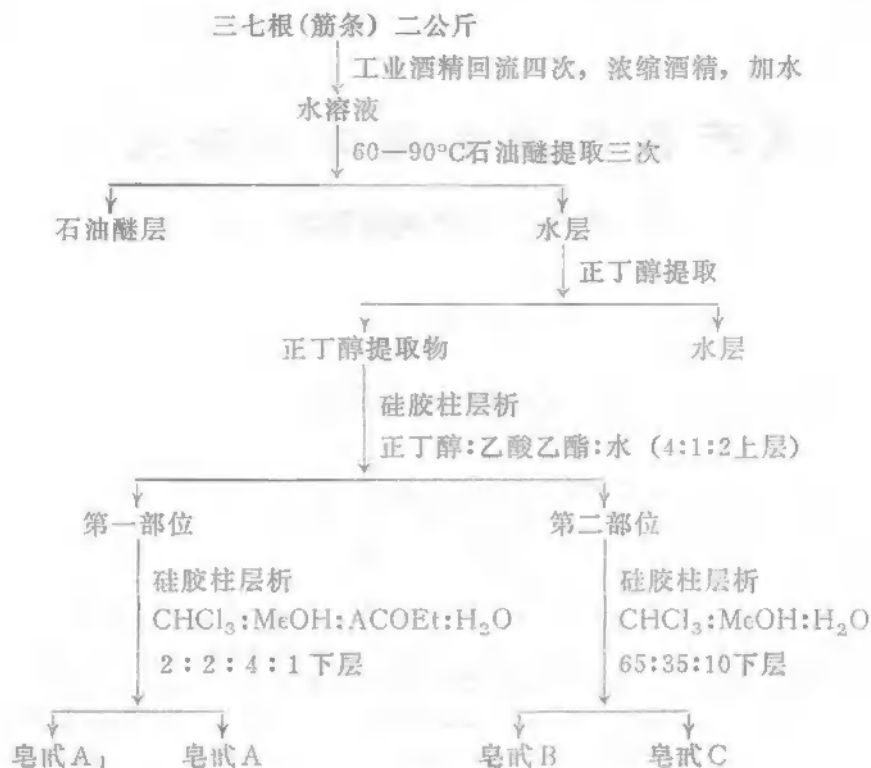 三七根(筋条) 二公斤
工业酒精回流四次，浓缩酒精，加水
水溶液
60—90°C石油醚提取三次
石油醚层 水层
正丁醇提取
正丁醇提取物 水层
硅胶柱层析
正丁醇:乙酸乙酯:水 (4:1:2上层)
第一部位 第二部位
硅胶柱层析 硅胶柱层析
CHCl₃:MeOH:ACOEt:H₂O CHCl₃:MeOH:H₂O
2:2:4:1下层 65:35:10下层
皂甙A₁ 皂甙A 皂甙B 皂甙C